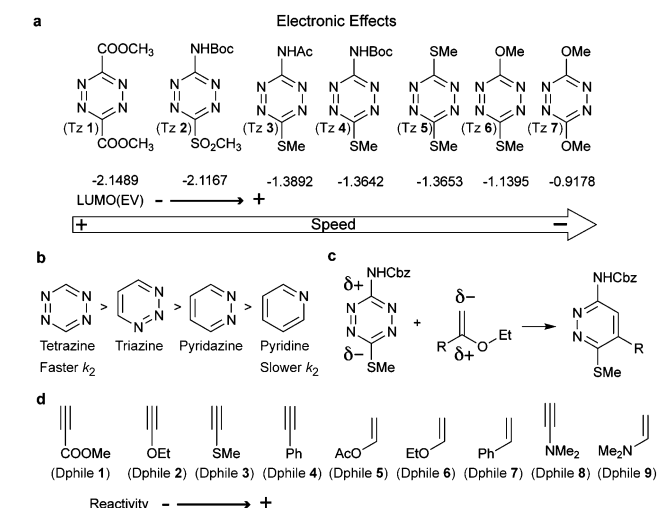 a
Electronic Effects
COOCH₃ NHBoc NHAc NHBoc SMe OMe OMe
N N N N N N N N N N N N N N
N N N N N N N N N N N N N N
(Tz 1) (Tz 2) (Tz 3) (Tz 4) (Tz 5) (Tz 6) (Tz 7)
COOCH₃ SO₂CH₃ SMe SMe SMe SMe OMe
-2.1489 -2.1167 -1.3892 -1.3642 -1.3653 -1.1395 -0.9178
LUMO(EV) - +
+ Speed −
b
N N N N > N N N > N N > N
Tetrazine Triazine Pyridazine Pyridine
Faster k₂ Slower k₂
c
NHCbz
δ+
N N
N N
δ−
SMe
+
δ−
R O Et
δ+
NHCbz
N
N
R
SMe
d
COOMe OEt SMe Ph AcO EtO Ph NMe₂ Me₂N
(Dphile 1) (Dphile 2) (Dphile 3) (Dphile 4) (Dphile 5) (Dphile 6) (Dphile 7) (Dphile 8) (Dphile 9)
Reactivity - +